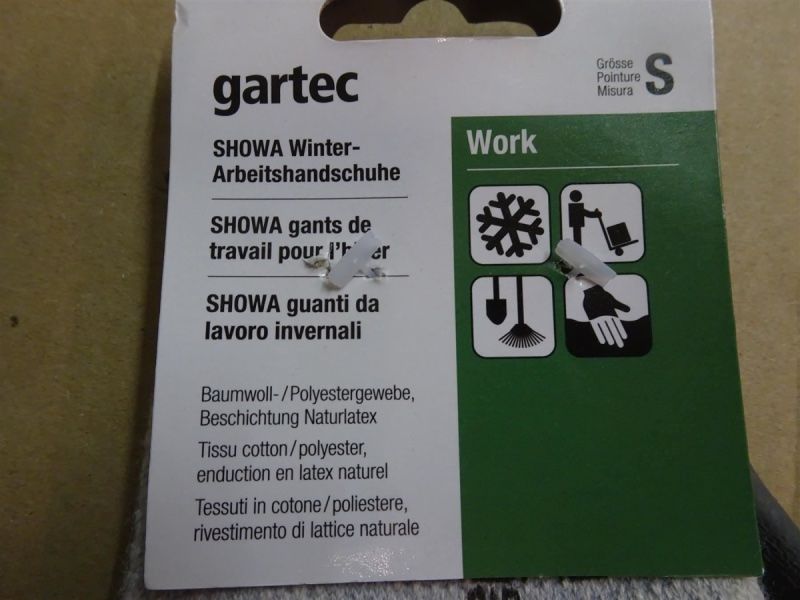 gartec
Grösse
Pointure
Misura
S
SHOWA Winter-
Arbeitshandschuhe
SHOWA gants de
travail pour l'hiver
SHOWA guanti da
lavoro invernali
Baumwoll-/Polyestergewebe,
Beschichtung Naturlatex
Tissu cotton/polyester,
enduction en latex naturel
Tessuti in cotone/poliestere,
rivestimento di lattice naturale
Work